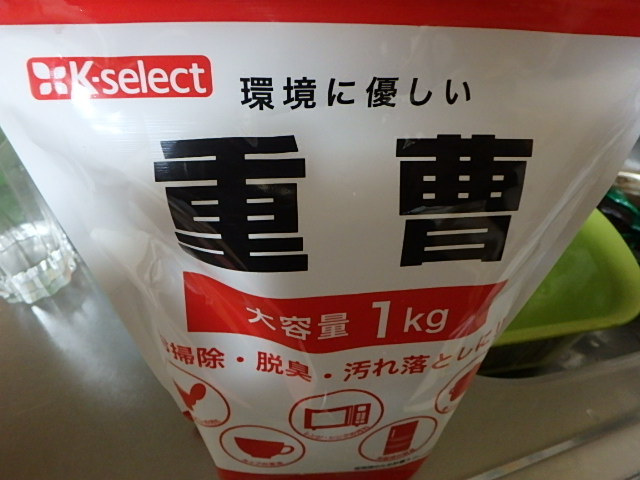 K-select
環境に優しい
重曹
大容量 1kg
掃除・脱臭・汚れ落としに